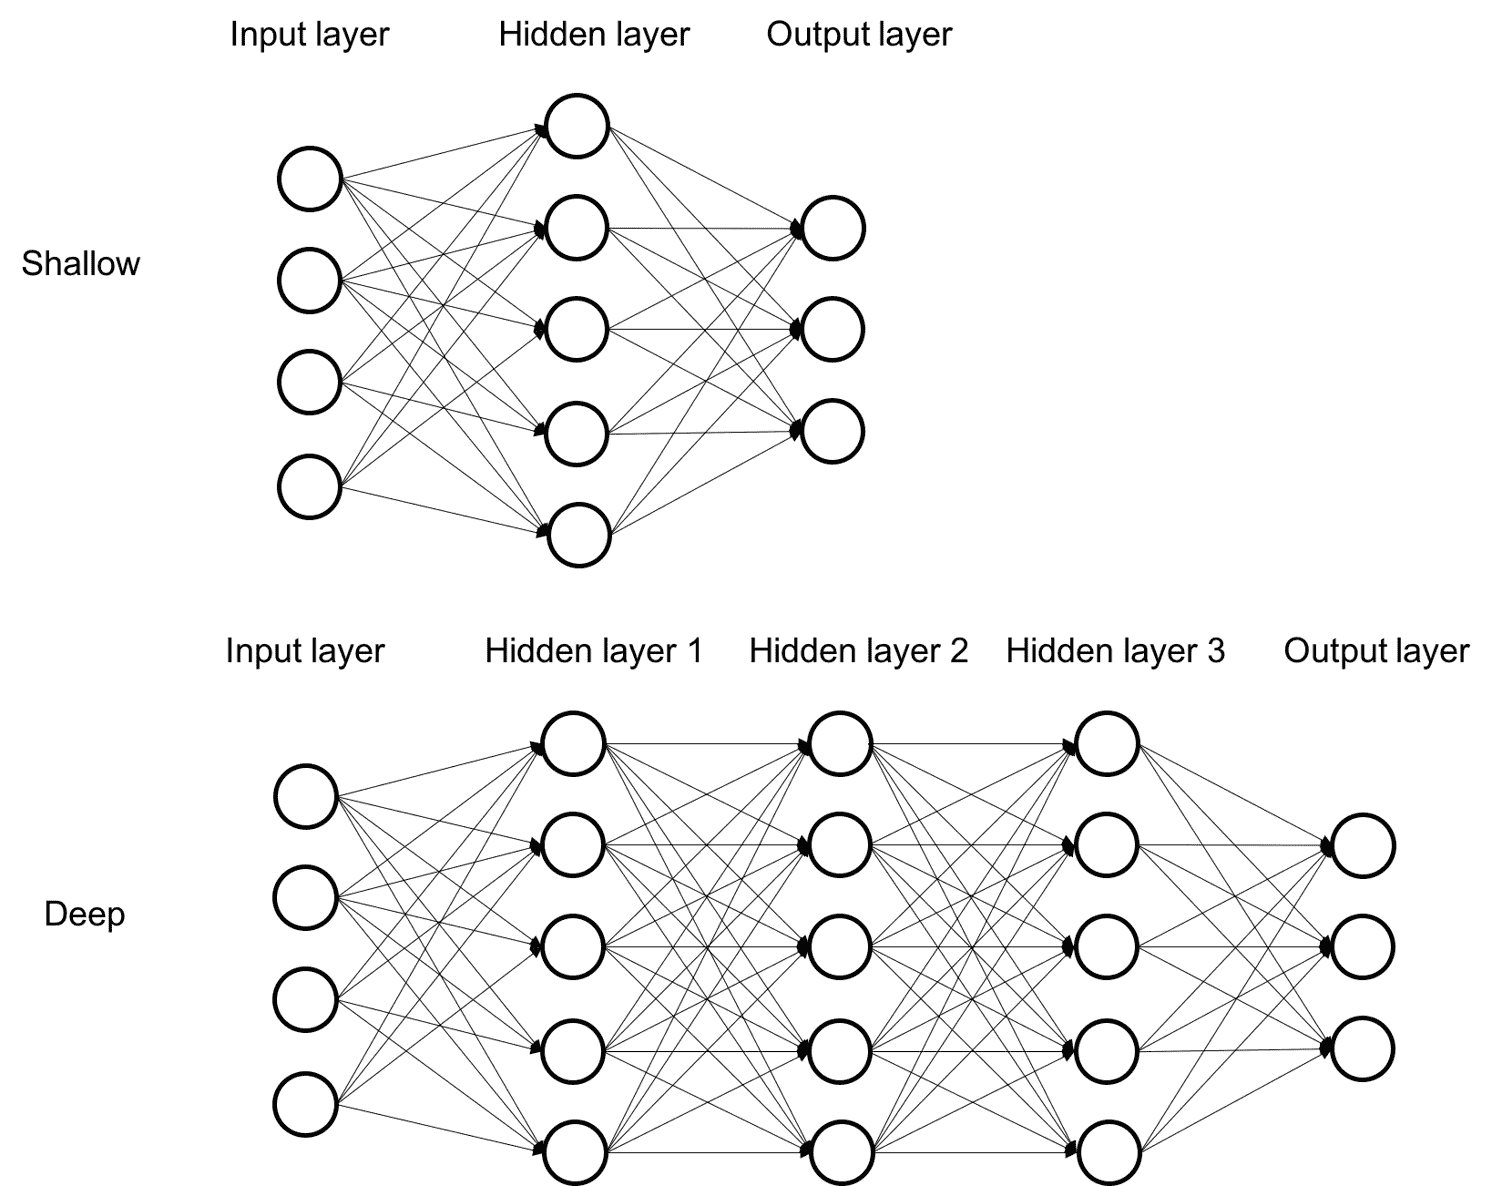 Input layer
Hidden layer
Output layer
Shallow
Input layer
Hidden layer 1
Hidden layer 2
Hidden layer 3
Output layer
Deep